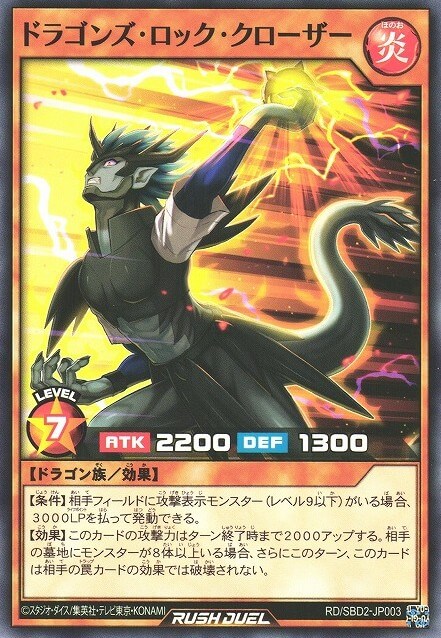 ドラゴンズ・ロック・クローザー
ほのお
炎
LEVEL
7
ATK 2200 DEF 1300
【ドラゴン族／効果】
【条件】相手フィールドに攻撃表示モンスター（レベル9以下）がいる場合、
3000LPを払って発動できる。
【効果】このカードの攻撃力はターン終了時まで2000アップする。相手
の墓地にモンスターが8体以上いる場合、さらにこのターン、このカード
は相手の罠カードの効果では破壊されない。
©スタジオ・ダイス/集英社・テレビ東京・KONAMI RUSH DUEL RD/SBD2-JP003